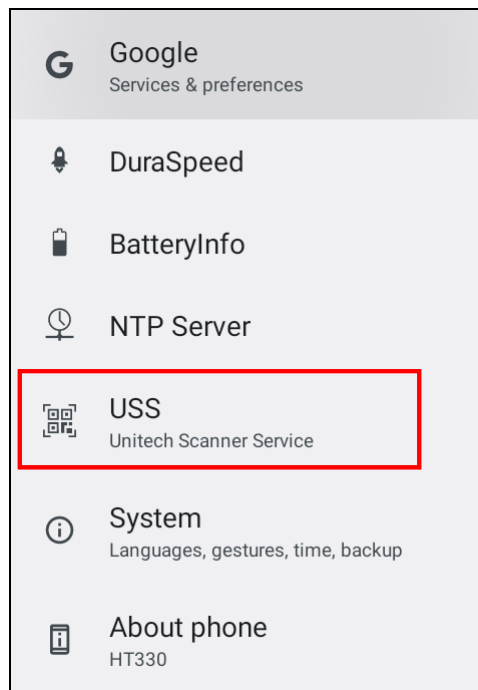 Google
Services & preferences
DuraSpeed
BatteryInfo
NTP Server
USS
Unitech Scanner Service
System
Languages, gestures, time, backup
About phone
HT330